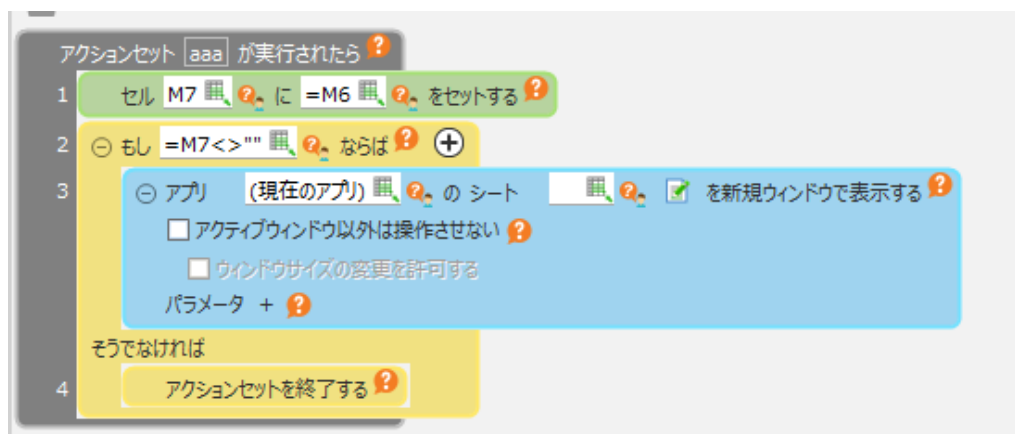 アクションセット aaa が実行されたら ?
1 セル M7 ? に =M6 ? をセットする ?
2 もし =M7<>"" ? ならば ? +
3 アプリ (現在のアプリ) ? の シート ? を新規ウィンドウで表示する ?
アクティブウィンドウ以外は操作させない ?
ウィンドウサイズの変更を許可する
パラメータ + ?
そうでなければ
4 アクションセットを終了する ?